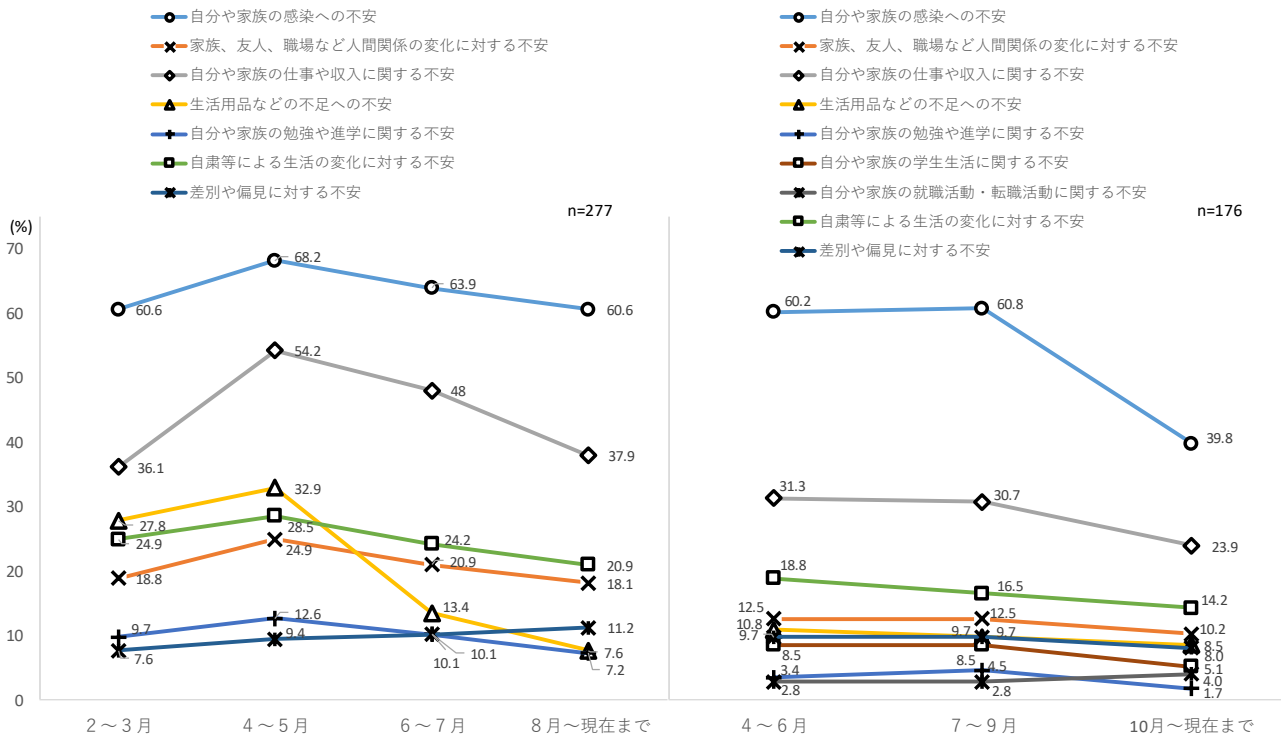 自分や家族の感染への不安
家族、友人、職場など人間関係の変化に対する不安
自分や家族の仕事や収入に関する不安
生活用品などの不足への不安
自分や家族の勉強や進学に関する不安
自粛等による生活の変化に対する不安
差別や偏見に対する不安
n=277
(%)
70
60
50
40
30
20
10
0
60.6
68.2
63.9
60.6
36.1
54.2
48
37.9
27.8
32.9
13.4
7.6
24.9
28.5
24.2
20.9
18.8
24.9
20.9
18.1
9.7
12.6
10.1
7.2
7.6
9.4
10.1
11.2
2～3月
4～5月
6～7月
8月～現在まで
自分や家族の感染への不安
家族、友人、職場など人間関係の変化に対する不安
自分や家族の仕事や収入に関する不安
生活用品などの不足への不安
自分や家族の勉強や進学に関する不安
自分や家族の学生生活に関する不安
自分や家族の就職活動・転職活動に関する不安
自粛等による生活の変化に対する不安
差別や偏見に対する不安
n=176
60.2
60.8
39.8
31.3
30.7
23.9
18.8
16.5
14.2
12.5
12.5
10.2
10.8
9.7
8.5
9.7
9.7
8.0
8.5
8.5
5.1
3.4
4.5
1.7
2.8
2.8
4.0
4～6月
7～9月
10月～現在まで